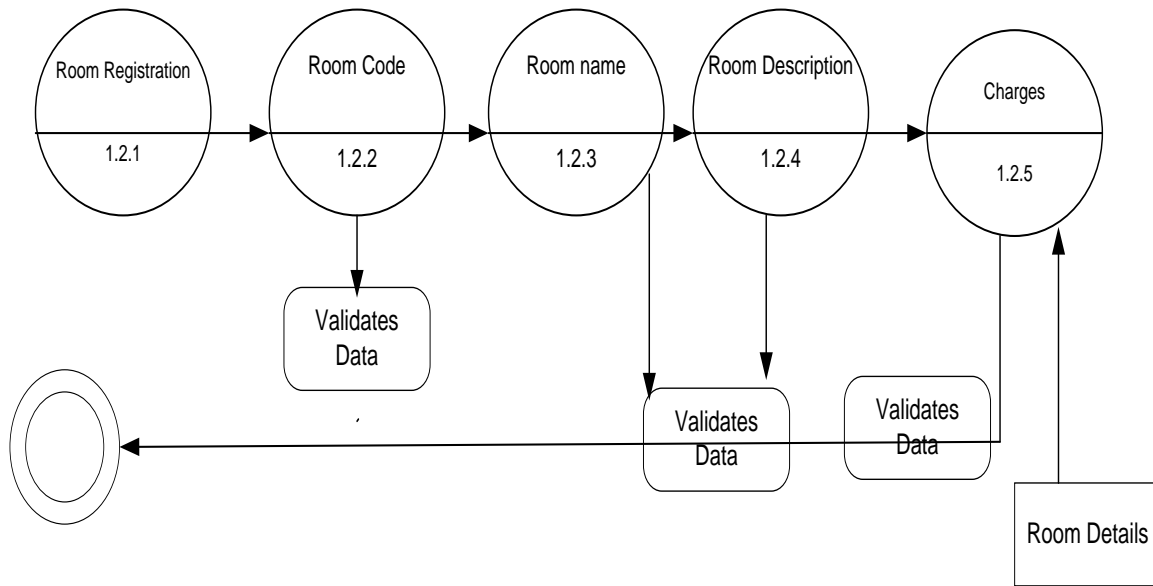 Room Registration
1.2.1
Room Code
1.2.2
Room name
1.2.3
Room Description
1.2.4
Charges
1.2.5
Validates
Data
Validates
Data
Validates
Data
Room Details